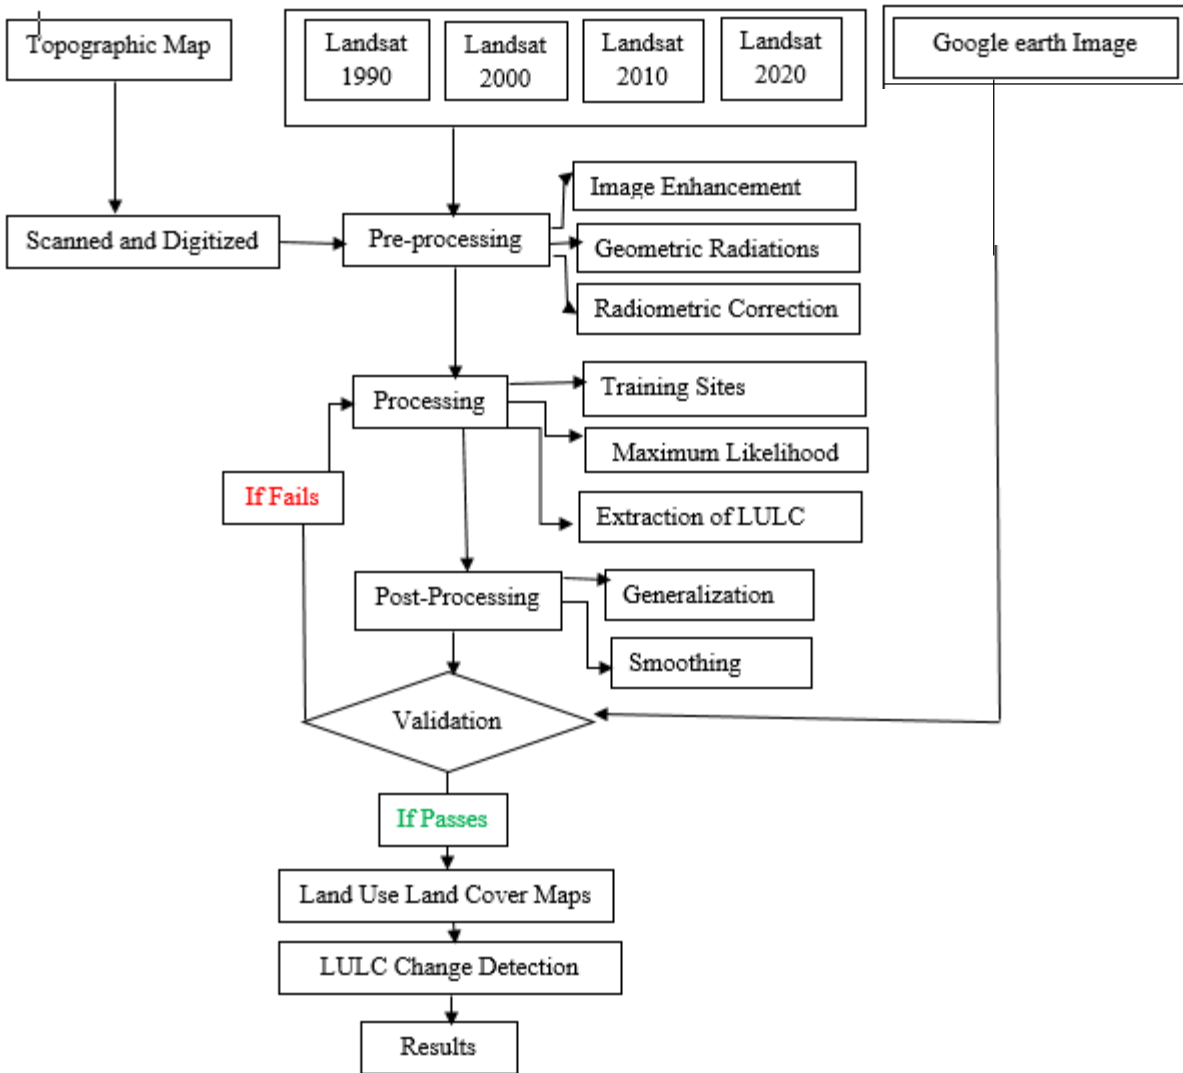 Topographic Map
Landsat
1990
Landsat
2000
Landsat
2010
Landsat
2020
Google earth Image
Image Enhancement
Scanned and Digitized
Pre-processing
Geometric Radiations
Radiometric Correction
Processing
Training Sites
Maximum Likelihood
If Fails
Extraction of LULC
Post-Processing
Generalization
Smoothing
Validation
If Passes
Land Use Land Cover Maps
LULC Change Detection
Results